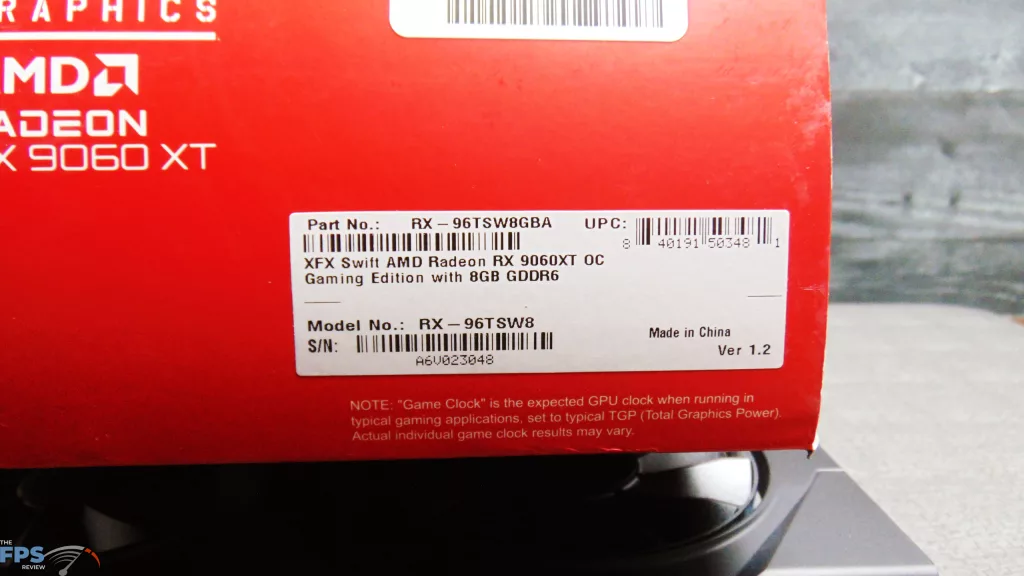 RAPHICS
AMD
ADEON
X 9060 XT
Part No.: RX-96TSW8GBA UPC:
8 40191 50348 1
XFX Swift AMD Radeon RX 9060XT OC
Gaming Edition with 8GB GDDR6
Model No.: RX-96TSW8
Made in China
S/N:
A6V023048
Ver 1.2
NOTE: "Game Clock" is the expected GPU clock when running in
typical gaming applications, set to typical TGP (Total Graphics Power).
Actual individual game clock results may vary.
THE
FPS
REVIEW